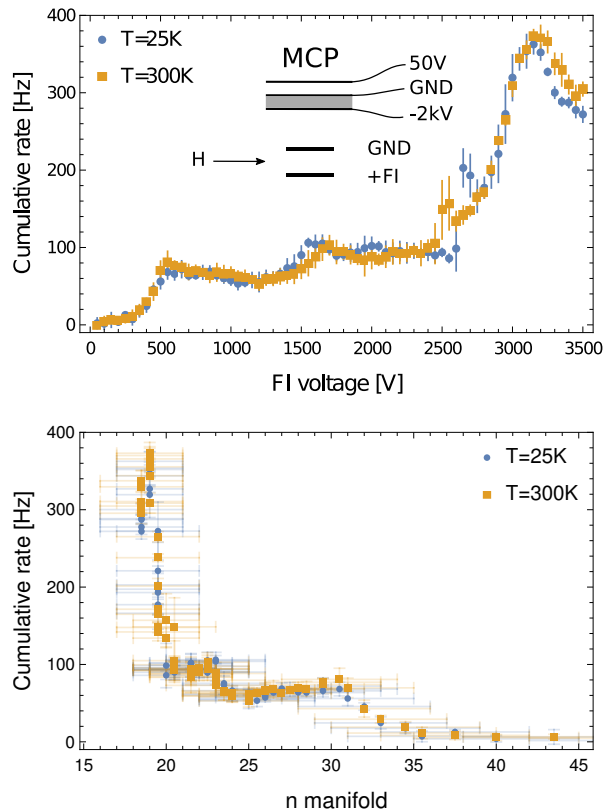 400
300
200
100
0
Cumulative rate [Hz]
T=25K
T=300K
MCP
50V
GND
-2kV
H
GND
+FI
0 500 1000 1500 2000 2500 3000 3500
FI voltage [V]
400
300
200
100
0
Cumulative rate [Hz]
T=25K
T=300K
15 20 25 30 35 40 45
n manifold